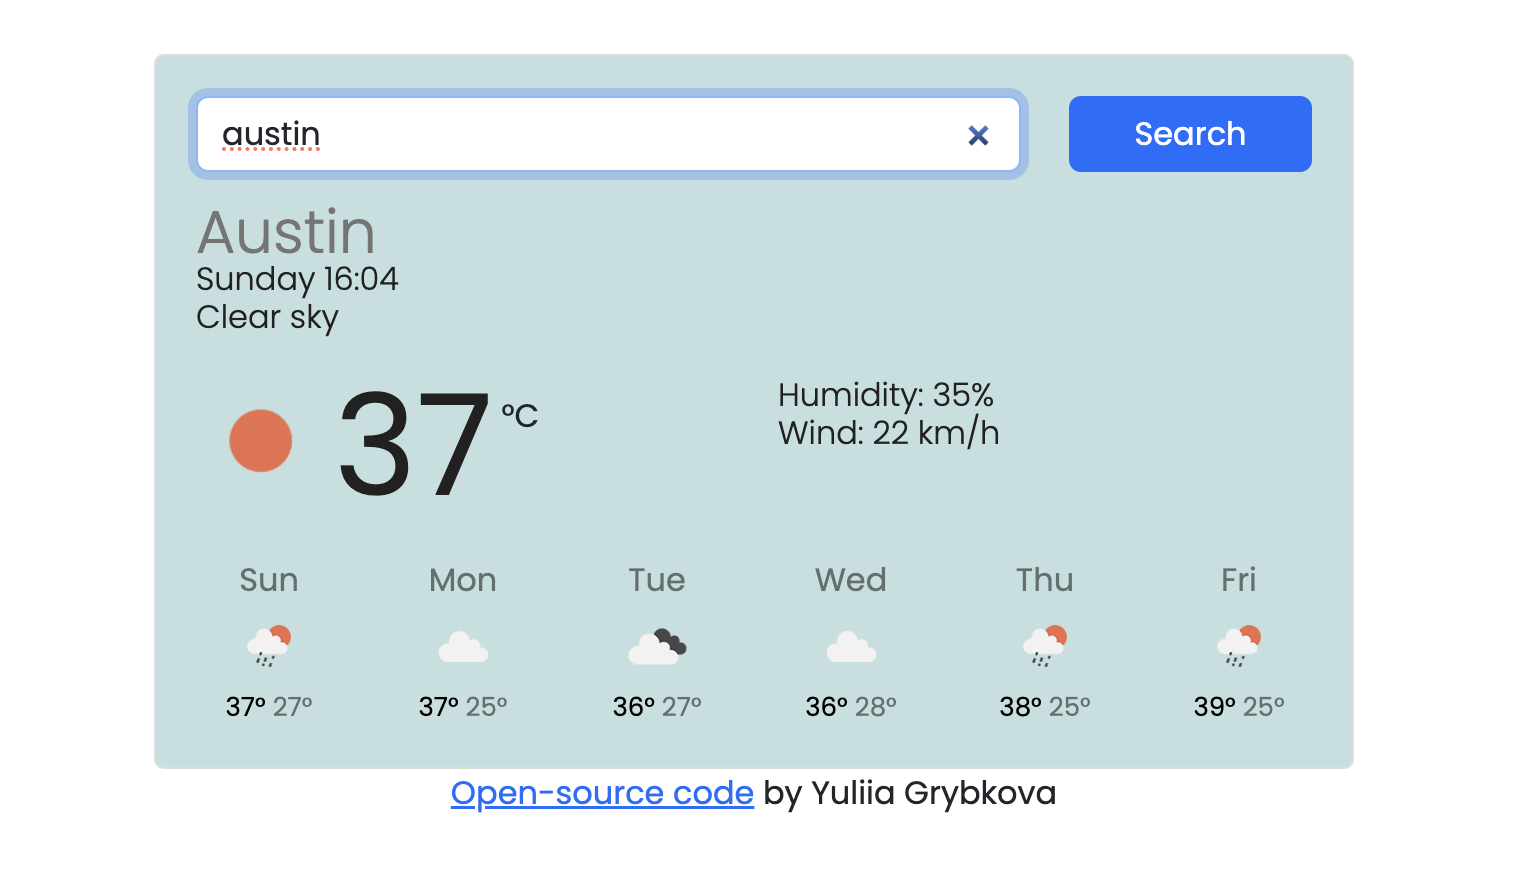 austin
Search
Austin
Sunday 16:04
Clear sky
37 °C
Humidity: 35%
Wind: 22 km/h
Sun Mon Tue Wed Thu Fri
37° 27° 37° 25° 36° 27° 36° 28° 38° 25° 39° 25°
Open-source code by Yuliia Grybkova